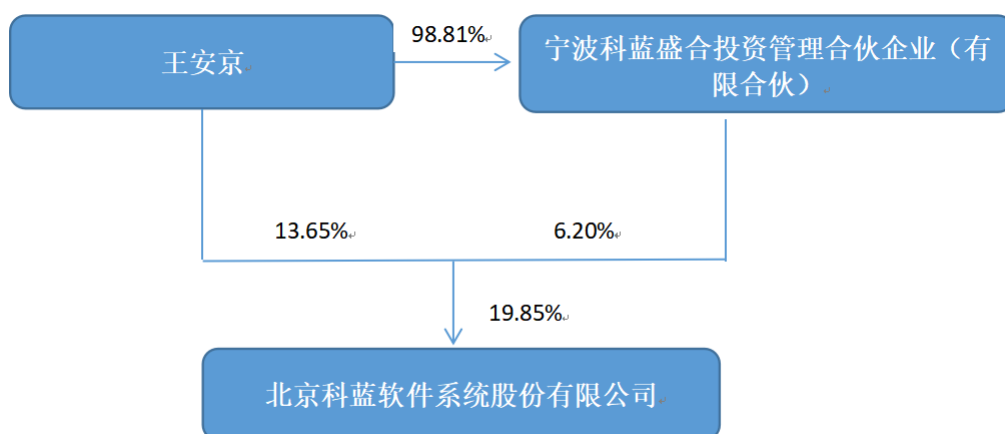 98.81%
王安京
宁波科蓝盛合投资管理合伙企业（有
限合伙）
13.65%
6.20%
19.85%
北京科蓝软件系统股份有限公司